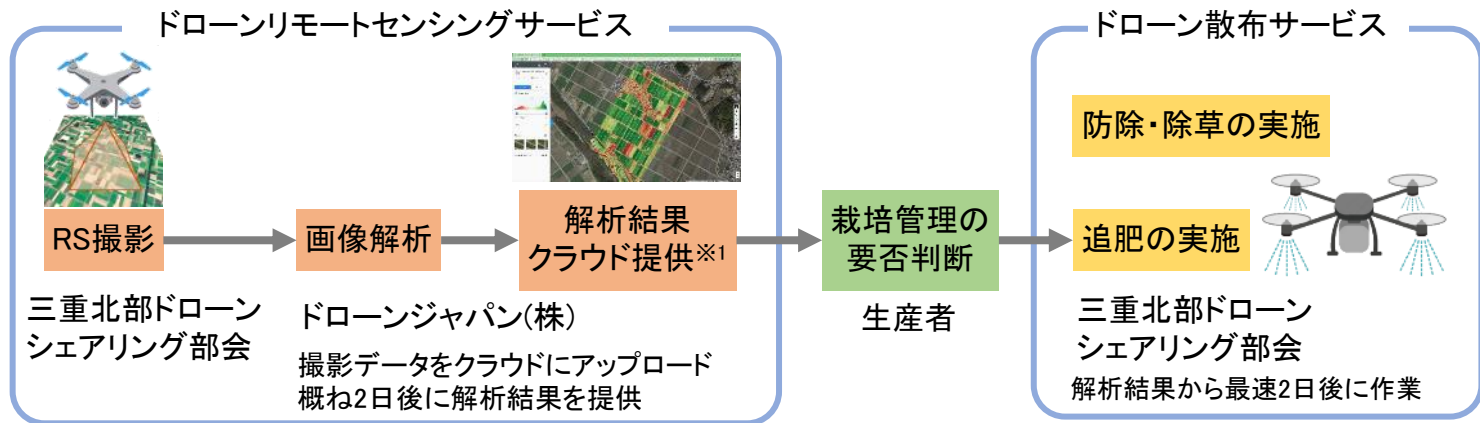 ドローンリモートセンシングサービス
RS撮影
三重北部ドローン
シェアリング部会
画像解析
解析結果
クラウド提供※1
ドローンジャパン(株)
撮影データをクラウドにアップロード
概ね2日後に解析結果を提供
栽培管理の
要否判断
生産者
ドローン散布サービス
防除・除草の実施
追肥の実施
三重北部ドローン
シェアリング部会
解析結果から最速2日後に作業